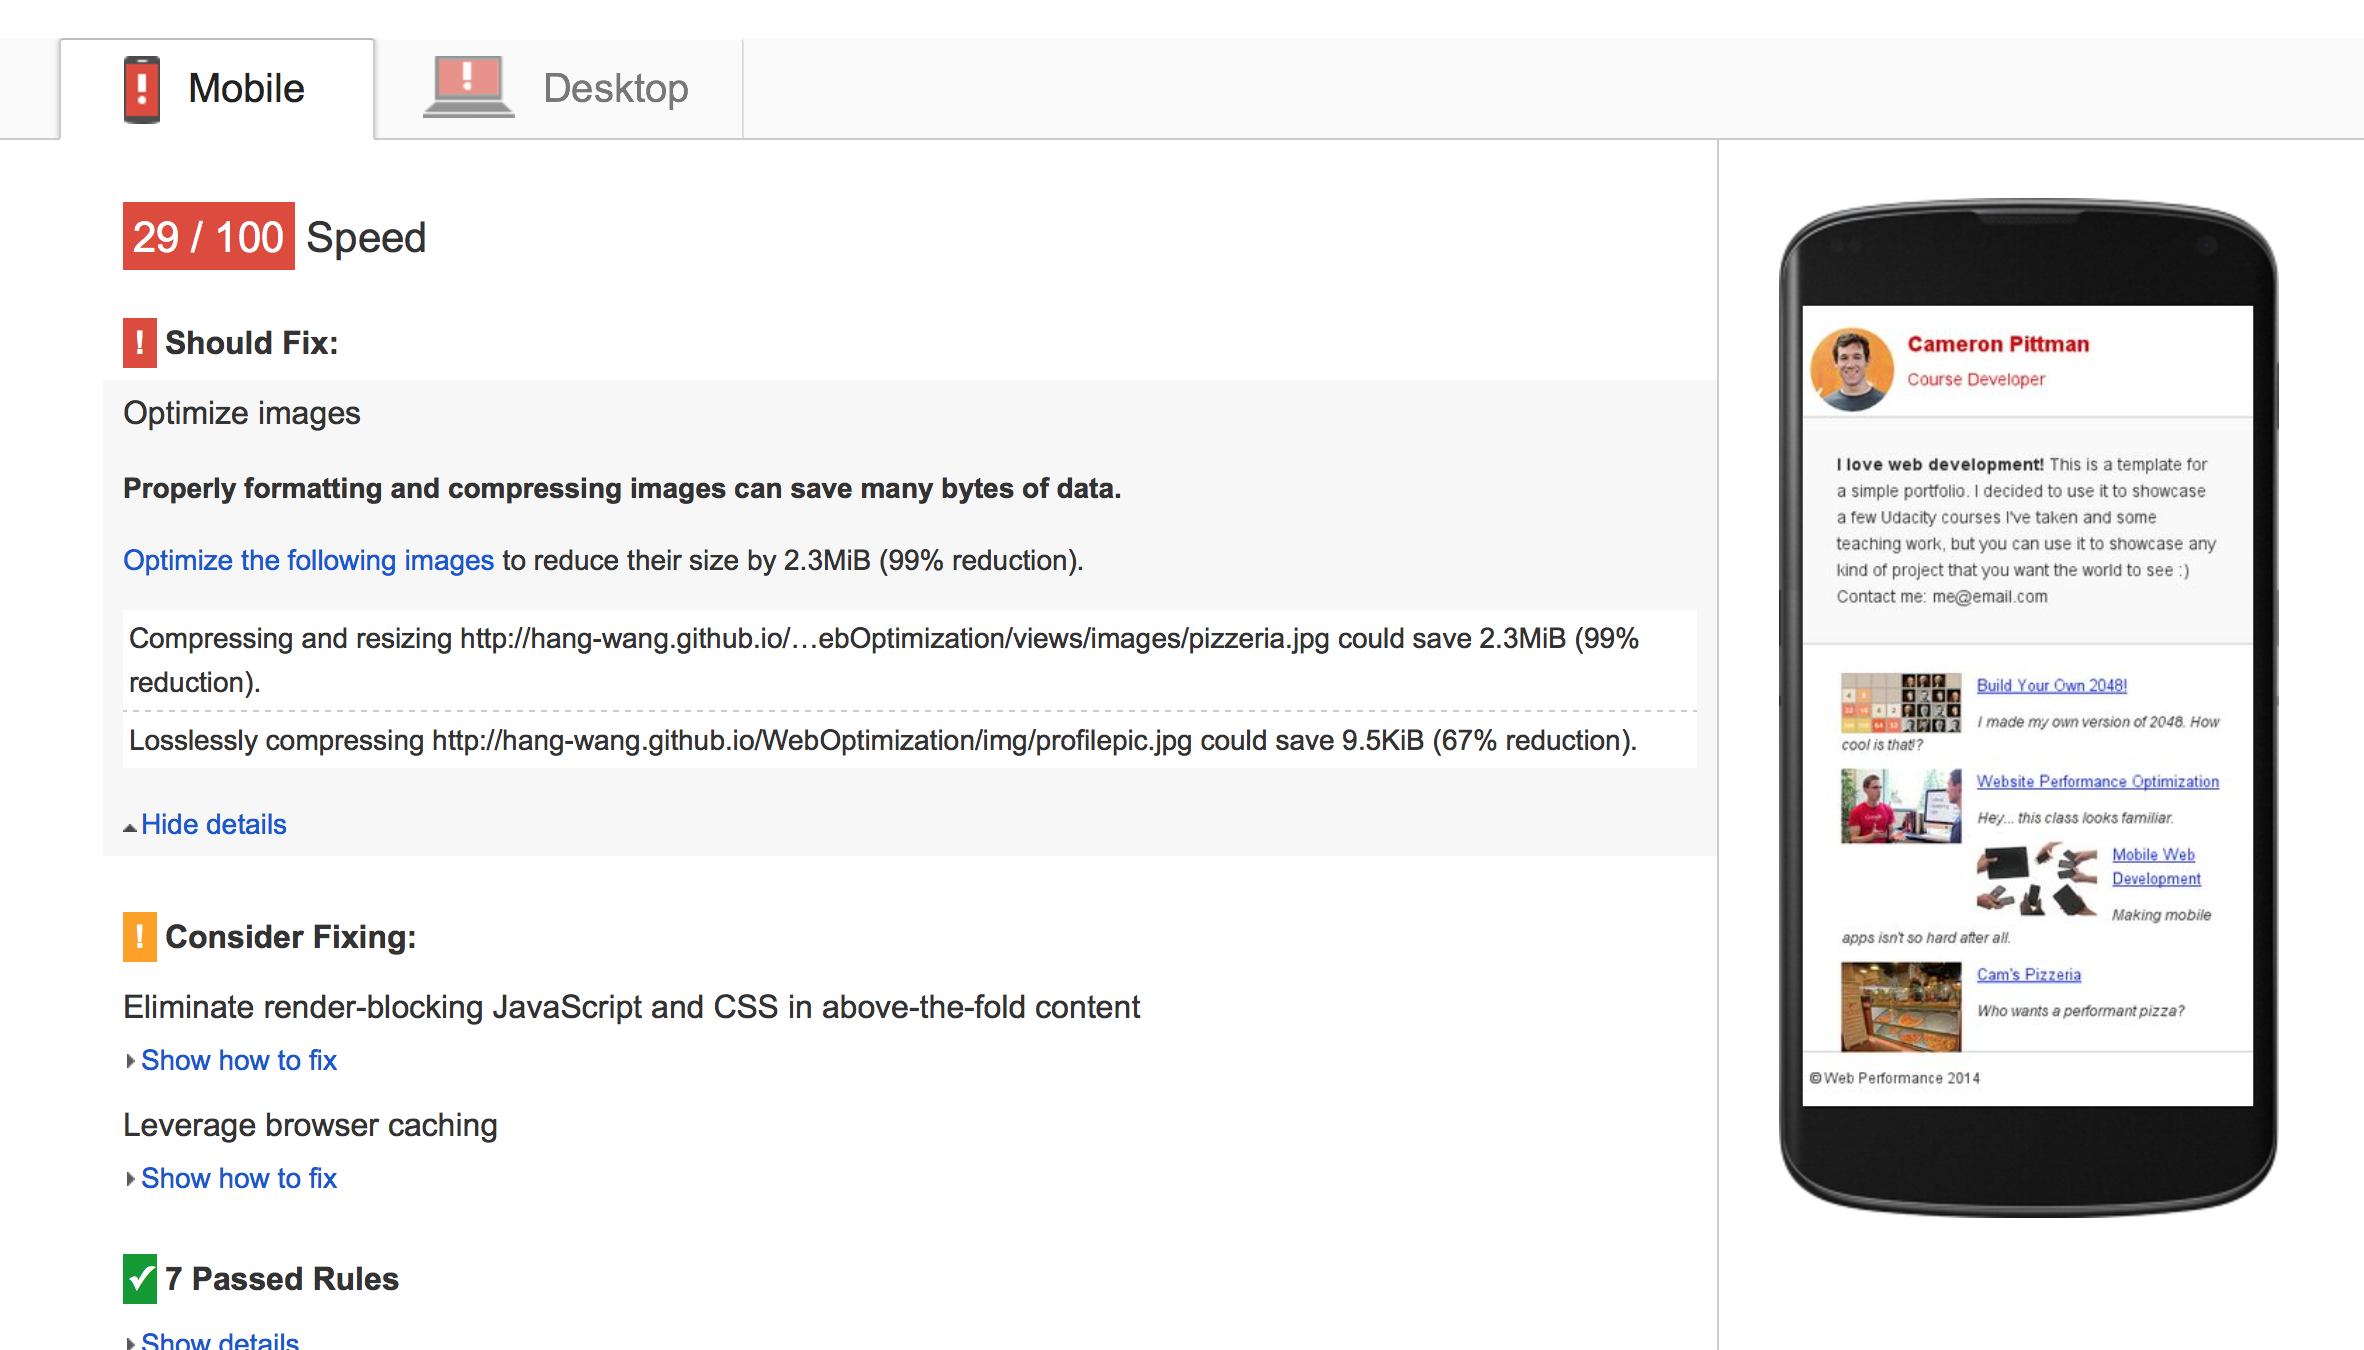 Mobile
Desktop
29 / 100 Speed
! Should Fix:
Optimize images
Properly formatting and compressing images can save many bytes of data.
Optimize the following images to reduce their size by 2.3MiB (99% reduction).
Compressing and resizing http://hang-wang.github.io/…ebOptimization/views/images/pizzeria.jpg could save 2.3MiB (99%
reduction).
Losslessly compressing http://hang-wang.github.io/WebOptimization/img/profilepic.jpg could save 9.5KiB (67% reduction).
Hide details
! Consider Fixing:
Eliminate render-blocking JavaScript and CSS in above-the-fold content
Show how to fix
Leverage browser caching
Show how to fix
7 Passed Rules
Show details
Cameron Pittman
Course Developer
I love web development! This is a template for
a simple portfolio. I decided to use it to showcase
a few Udacity courses I've taken and some
teaching work, but you can use it to showcase any
kind of project that you want the world to see :)
Contact me: me@email.com
Build Your Own 2048!
I made my own version of 2048. How
cool is that!?
Website Performance Optimization
Hey... this class looks familiar.
Mobile Web
Development
Making mobile
apps isn't so hard after all.
Cam's Pizzeria
Who wants a performant pizza?
© Web Performance 2014